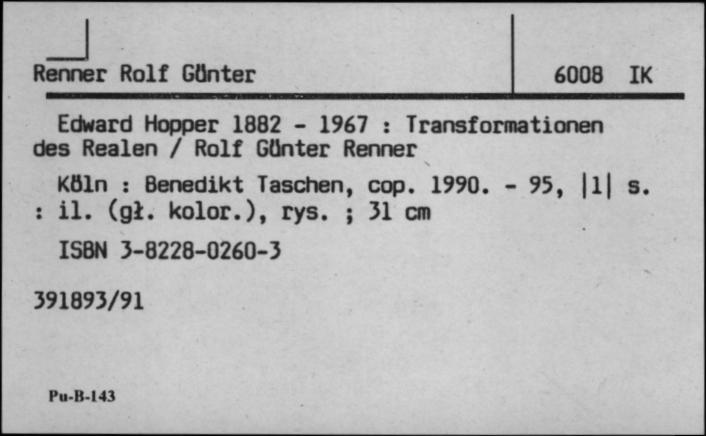 Renner Rolf Günter
6008 IK
Edward Hopper 1882 - 1967 : Transformationen
des Realen / Rolf Günter Renner
Köln : Benedikt Taschen, cop. 1990. - 95, |1| s.
: il. (gł. kolor.), rys. ; 31 cm
ISBN 3-8228-0260-3
391893/91
Pu-B-143